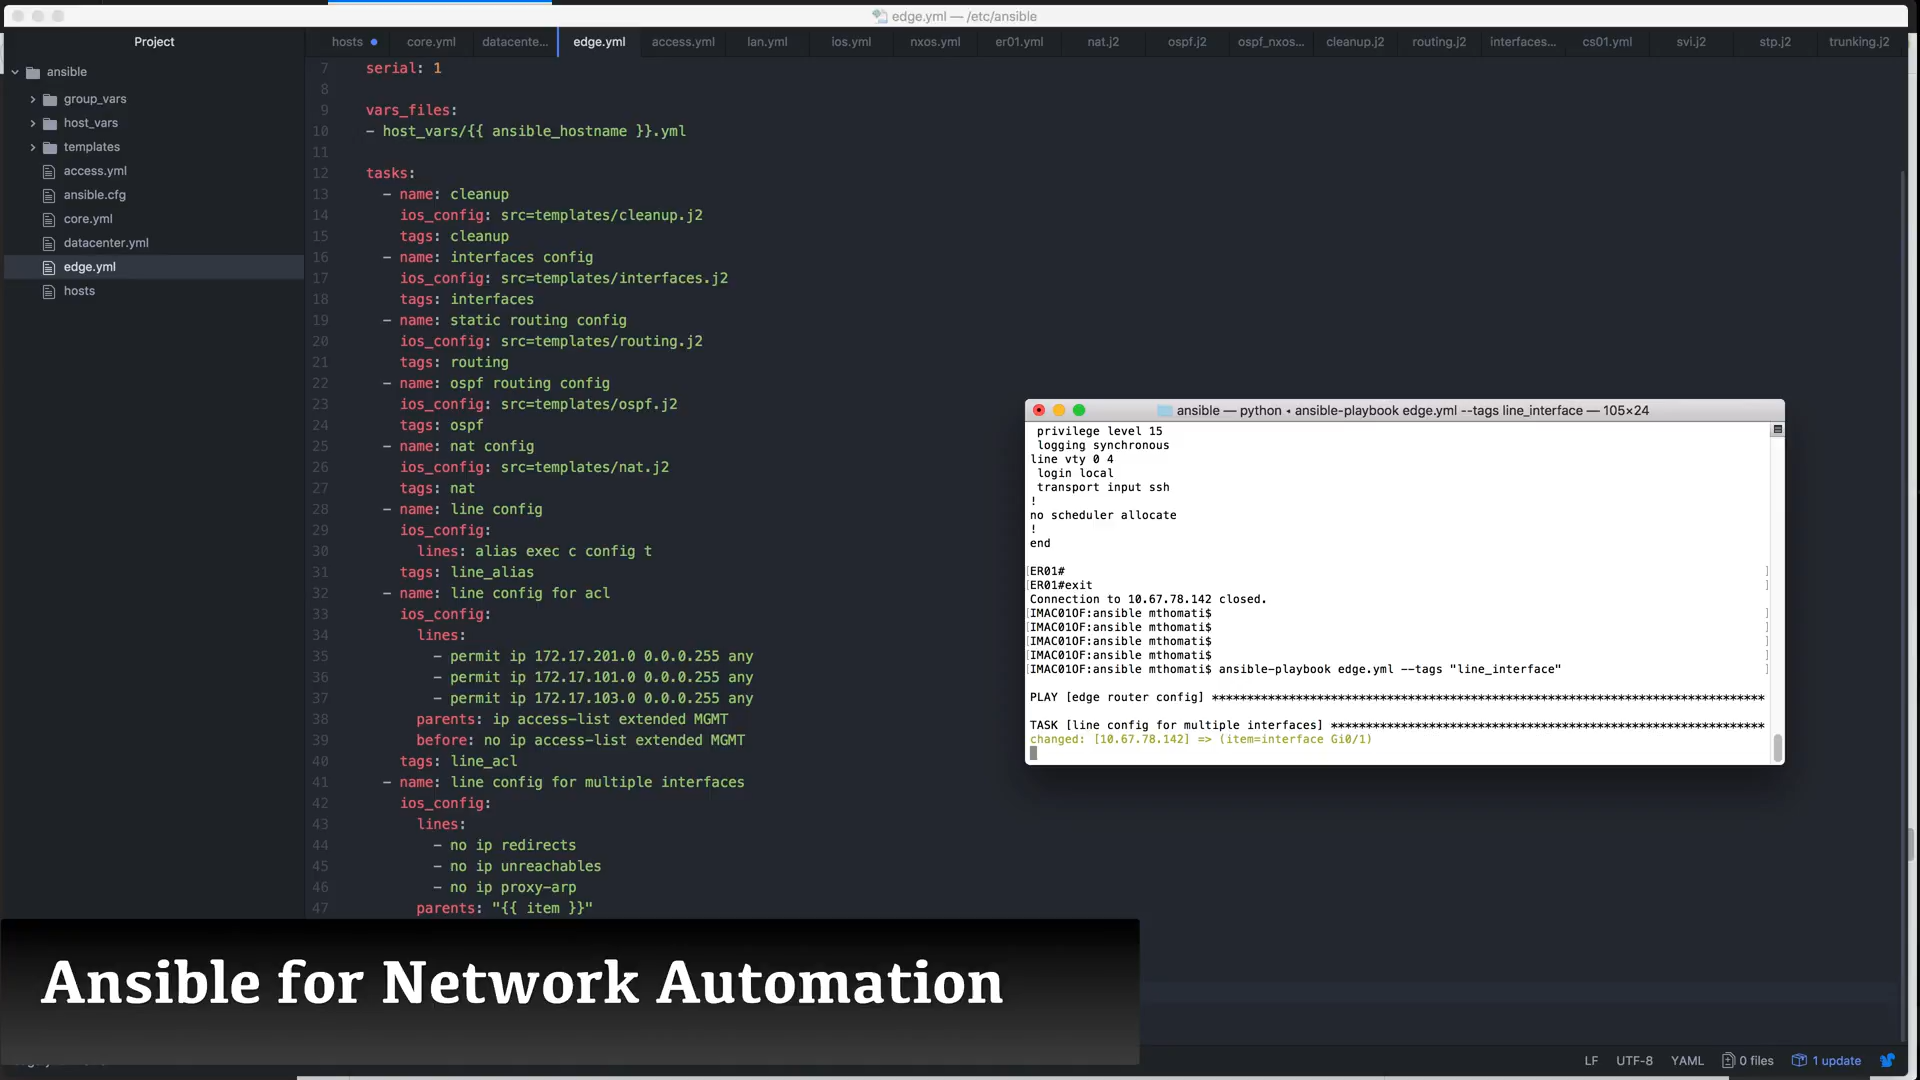 edge.yml — /etc/ansible
Project
hosts core.yml datacente... edge.yml access.yml lan.yml ios.yml nxos.yml er01.yml nat.j2 ospf.j2 ospf_nxos... cleanup.j2 routing.j2 interfaces... cs01.yml svi.j2 stp.j2 trunking.j2
ansible
group_vars
host_vars
templates
access.yml
ansible.cfg
core.yml
datacenter.yml
edge.yml
hosts
7 serial: 1
8
9 vars_files:
10 - host_vars/{{ ansible_hostname }}.yml
11
12 tasks:
13 - name: cleanup
14 ios_config: src=templates/cleanup.j2
15 tags: cleanup
16 - name: interfaces config
17 ios_config: src=templates/interfaces.j2
18 tags: interfaces
19 - name: static routing config
20 ios_config: src=templates/routing.j2
21 tags: routing
22 - name: ospf routing config
23 ios_config: src=templates/ospf.j2
24 tags: ospf
25 - name: nat config
26 ios_config: src=templates/nat.j2
27 tags: nat
28 - name: line config
29 ios_config:
30 lines: alias exec c config t
31 tags: line_alias
32 - name: line config for acl
33 ios_config:
34 lines:
35 - permit ip 172.17.201.0 0.0.0.255 any
36 - permit ip 172.17.101.0 0.0.0.255 any
37 - permit ip 172.17.103.0 0.0.0.255 any
38 parents: ip access-list extended MGMT
39 before: no ip access-list extended MGMT
40 tags: line_acl
41 - name: line config for multiple interfaces
42 ios_config:
43 lines:
44 - no ip redirects
45 - no ip unreachables
46 - no ip proxy-arp
47 parents: "{{ item }}"
ansible — python ◂ ansible-playbook edge.yml --tags line_interface — 105×24
privilege level 15
logging synchronous
line vty 0 4
login local
transport input ssh
!
no scheduler allocate
!
end
[ER01# ]
[ER01#exit ]
Connection to 10.67.78.142 closed.
[IMAC01OF:ansible mthomati$ ]
[IMAC01OF:ansible mthomati$ ]
[IMAC01OF:ansible mthomati$ ]
[IMAC01OF:ansible mthomati$ ]
[IMAC01OF:ansible mthomati$ ansible-playbook edge.yml --tags "line_interface" ]
PLAY [edge router config] *******************************************************************************
TASK [line config for multiple interfaces] **************************************************************
changed: [10.67.78.142] => (item=interface Gi0/1)
Ansible for Network Automation
LF UTF-8 YAML 0 files 1 update